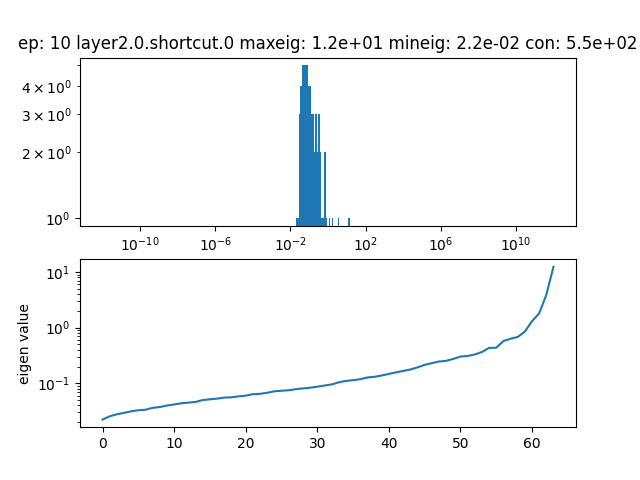 ep: 10 layer2.0.shortcut.0 maxeig: 1.2e+01 mineig: 2.2e-02 con: 5.5e+02
4 × 10⁰
3 × 10⁰
2 × 10⁰
10⁰
10⁻¹⁰ 10⁻⁶ 10⁻² 10² 10⁶ 10¹⁰
eigen value
10¹
10⁰
10⁻¹
0 10 20 30 40 50 60